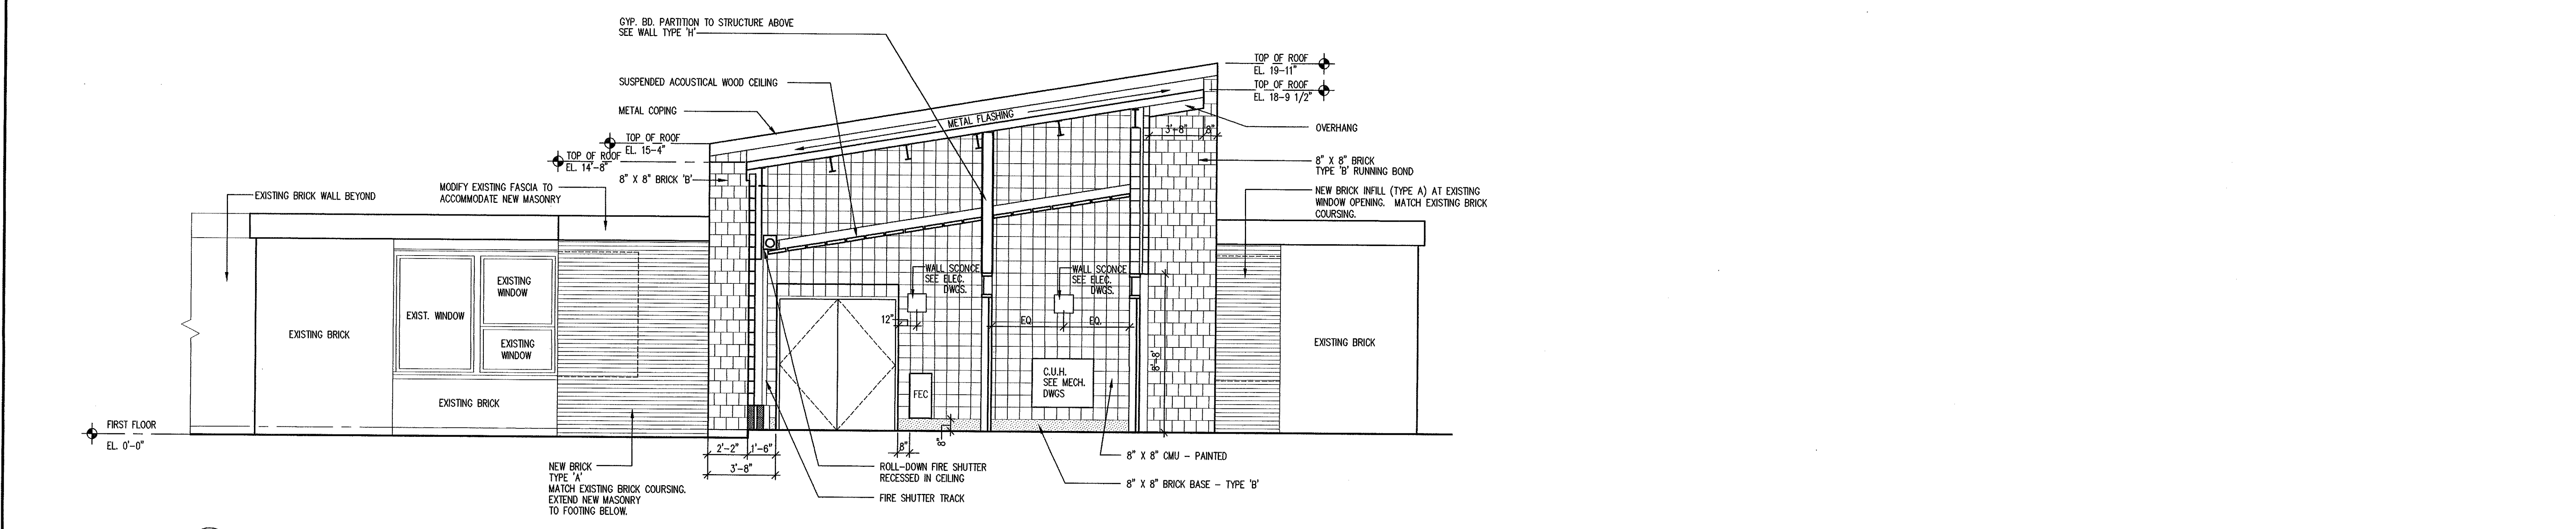 GYP. BD. PARTITION TO STRUCTURE ABOVE
SEE WALL TYPE 'H'
SUSPENDED ACOUSTICAL WOOD CEILING
METAL COPING
TOP OF ROOF
EL. 15-4"
TOP OF ROOF
EL. 14'-8"
8" X 8" BRICK 'B'
MODIFY EXISTING FASCIA TO
ACCOMMODATE NEW MASONRY
EXISTING BRICK WALL BEYOND
METAL FLASHING
TOP OF ROOF
EL. 19-11"
TOP OF ROOF
EL. 18-9 1/2"
OVERHANG
3'-8"
8"
8" X 8" BRICK
TYPE 'B' RUNNING BOND
NEW BRICK INFILL (TYPE A) AT EXISTING
WINDOW OPENING. MATCH EXISTING BRICK
COURSING.
EXISTING BRICK
EXIST. WINDOW
EXISTING
WINDOW
EXISTING
WINDOW
EXISTING BRICK
WALL SCONCE
SEE ELEC.
DWGS.
WALL SCONCE
SEE ELEC.
DWGS.
12"
EQ.
EQ.
8'-8"
C.U.H.
SEE MECH.
DWGS
FEC
EXISTING BRICK
FIRST FLOOR
EL. 0'-0"
2'-2"
1'-6"
3'-8"
8"
8"
NEW BRICK
TYPE 'A'
MATCH EXISTING BRICK COURSING.
EXTEND NEW MASONRY
TO FOOTING BELOW.
ROLL-DOWN FIRE SHUTTER
RECESSED IN CEILING
FIRE SHUTTER TRACK
8" X 8" CMU - PAINTED
8" X 8" BRICK BASE - TYPE 'B'